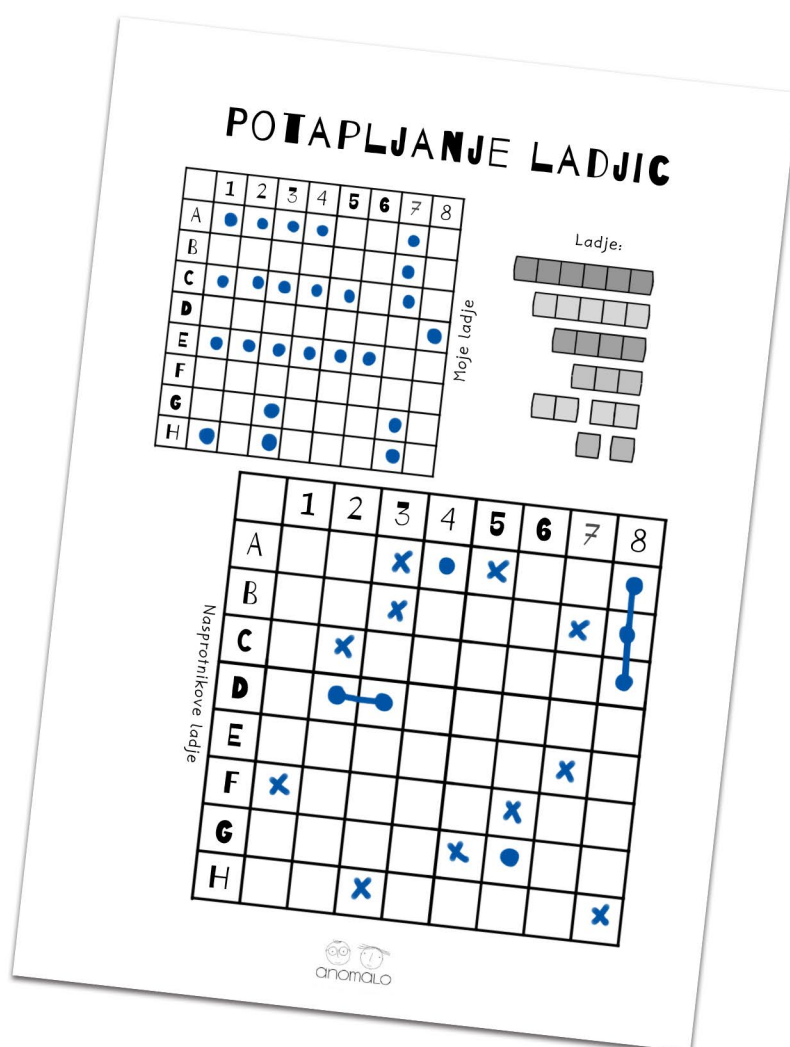 POTAPLJANJE LADJIC
1 2 3 4 5 6 7 8
A
B
C
D
E
F
G
H
Moje ladje
Ladje:
1 2 3 4 5 6 7 8
A
B
C
D
E
F
G
H
Nasprotnikove ladje
anomalo